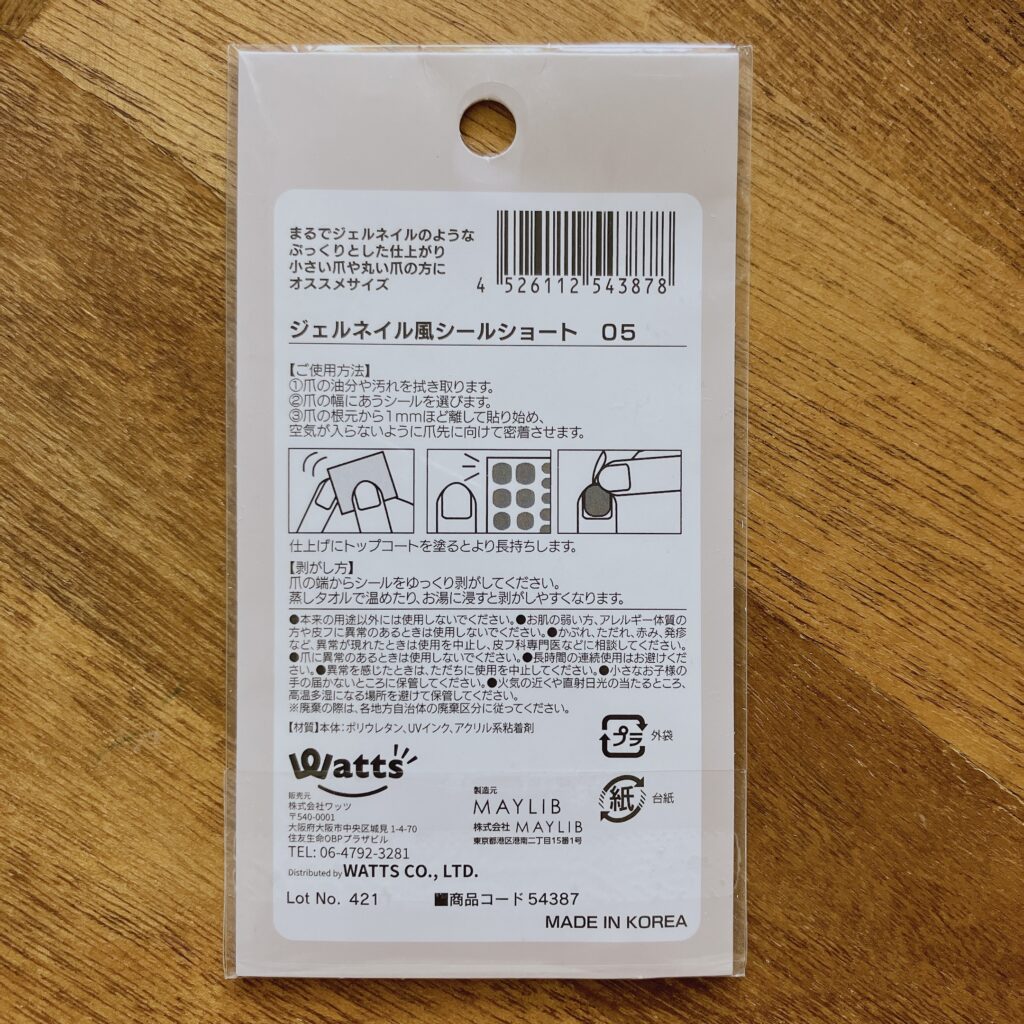 まるでジェルネイルのような
ぷっくりとした仕上がり
小さい爪や丸い爪の方に
オススメサイズ
4 526112 543878
ジェルネイル風シールショート 05
【ご使用方法】
①爪の油分や汚れを拭き取ります。
②爪の幅にあうシールを選びます。
③爪の根元から1mmほど離して貼り始め、
空気が入らないように爪先に向けて密着させます。
仕上げにトップコートを塗るとより長持ちします。
【剥がし方】
爪の端からシールをゆっくり剥がしてください。
蒸しタオルで温めたり、お湯に浸すと剥がしやすくなります。
●本来の用途以外には使用しないでください。●お肌の弱い方、アレルギー体質の
方や皮フに異常のあるときは使用しないでください。●かぶれ、ただれ、赤み、発疹
など、異常が現れたときは使用を中止し、皮フ科専門医などに相談してください。
●爪に異常のあるときは使用しないでください。●長時間の連続使用はお避けくだ
さい。●異常を感じたときは、ただちに使用を中止してください。●小さなお子様の
手の届かないところに保管してください。●火気の近くや直射日光の当たるところ、
高温多湿になる場所を避けて保管してください。
※廃棄の際は、各地方自治体の廃棄区分に従ってください。
【材質】本体:ポリウレタン、UVインク、アクリル系粘着剤
プラ 外袋
Watts
紙 台紙
販売元
株式会社ワッツ
〒540-0001
大阪府大阪市中央区城見 1-4-70
住友生命OBPプラザビル
TEL: 06-4792-3281
Distributed by WATTS CO., LTD.
製造元
MAYLIB
株式会社 MAYLIB
東京都港区港南二丁目15番1号
Lot No. 421 ■商品コード 54387
MADE IN KOREA